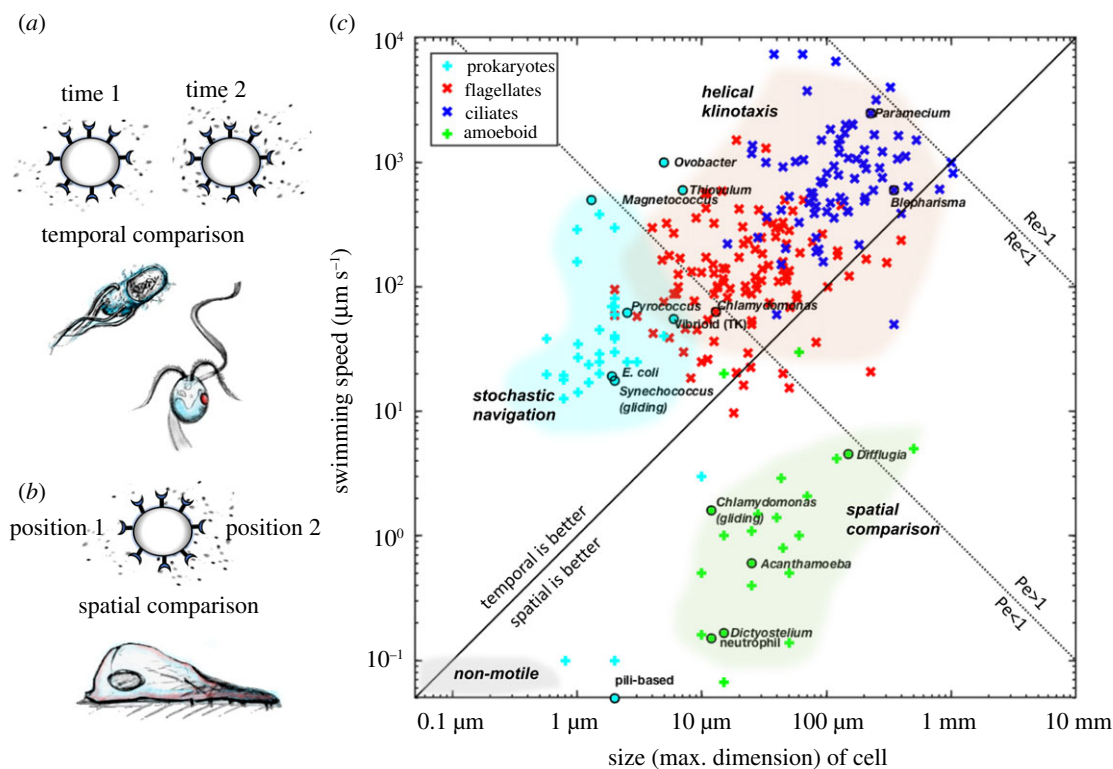 (a)
time 1
time 2
temporal comparison
(b)
position 1
position 2
spatial comparison
(c)
swimming speed (µm s⁻¹)
10⁴
10³
10²
10¹
10⁰
10⁻¹
prokaryotes
flagellates
ciliates
amoeboid
helical
klinotaxis
Paramecium
Ovobacter
Thiovulum
Magnetococcus
Blepharisma
Re>1
Re<1
Pyrococcus
Chlamydomonas
Vibrioid (TK)
E. coli
Synechococcus
(gliding)
stochastic
navigation
Difflugia
Chlamydomonas
(gliding)
spatial
comparison
Acanthamoeba
temporal is better
spatial is better
Pe>1
Pe<1
Dictyostelium
neutrophil
non-motile
pili-based
0.1 µm
1 µm
10 µm
100 µm
1 mm
10 mm
size (max. dimension) of cell